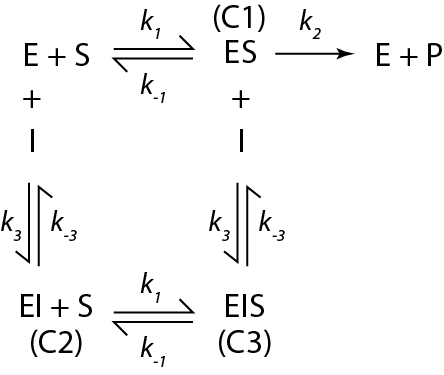 (C1)
k1 k2
E + S ES E + P
k-1
+ +
I I
k3 k-3 k3 k-3
k1
EI + S EIS
(C2) (C3)
k-1